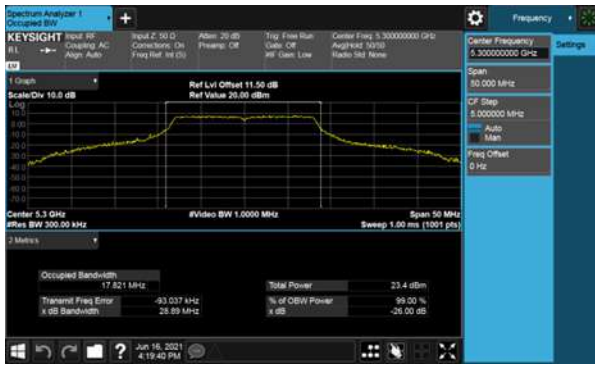 Spectrum Analyzer 1
Occupied BW
+
Frequency
KEYSIGHT
Input: RF
Coupling: AC
Align: Auto
Input Z: 50 Ω
Corrections: On
Freq Ref: Int (S)
Atten: 20 dB
Preamp: Off
Trig: Free Run
Gate: Off
#IF Gain: Low
Center Freq: 5.300000000 GHz
Avg|Hold: 50/50
Radio Std: None
RL
Center Frequency
5.300000000 GHz
Settings
Span
50.000 MHz
CF Step
5.000000 MHz
Auto
Man
Freq Offset
0 Hz
1 Graph
Scale/Div 10.0 dB
Ref Lvl Offset 11.50 dB
Ref Value 20.00 dBm
Log
10.0
0.00
Center 5.3 GHz
#Res BW 300.00 kHz
#Video BW 1.0000 MHz
Span 50 MHz
Sweep 1.00 ms (1001 pts)
2 Metrics
Occupied Bandwidth
17.821 MHz
Total Power
23.4 dBm
Transmit Freq Error
-93.037 kHz
% of OBW Power
99.00 %
x dB Bandwidth
28.89 MHz
x dB
-26.00 dB
?
Jun 16, 2021
4:19:40 PM